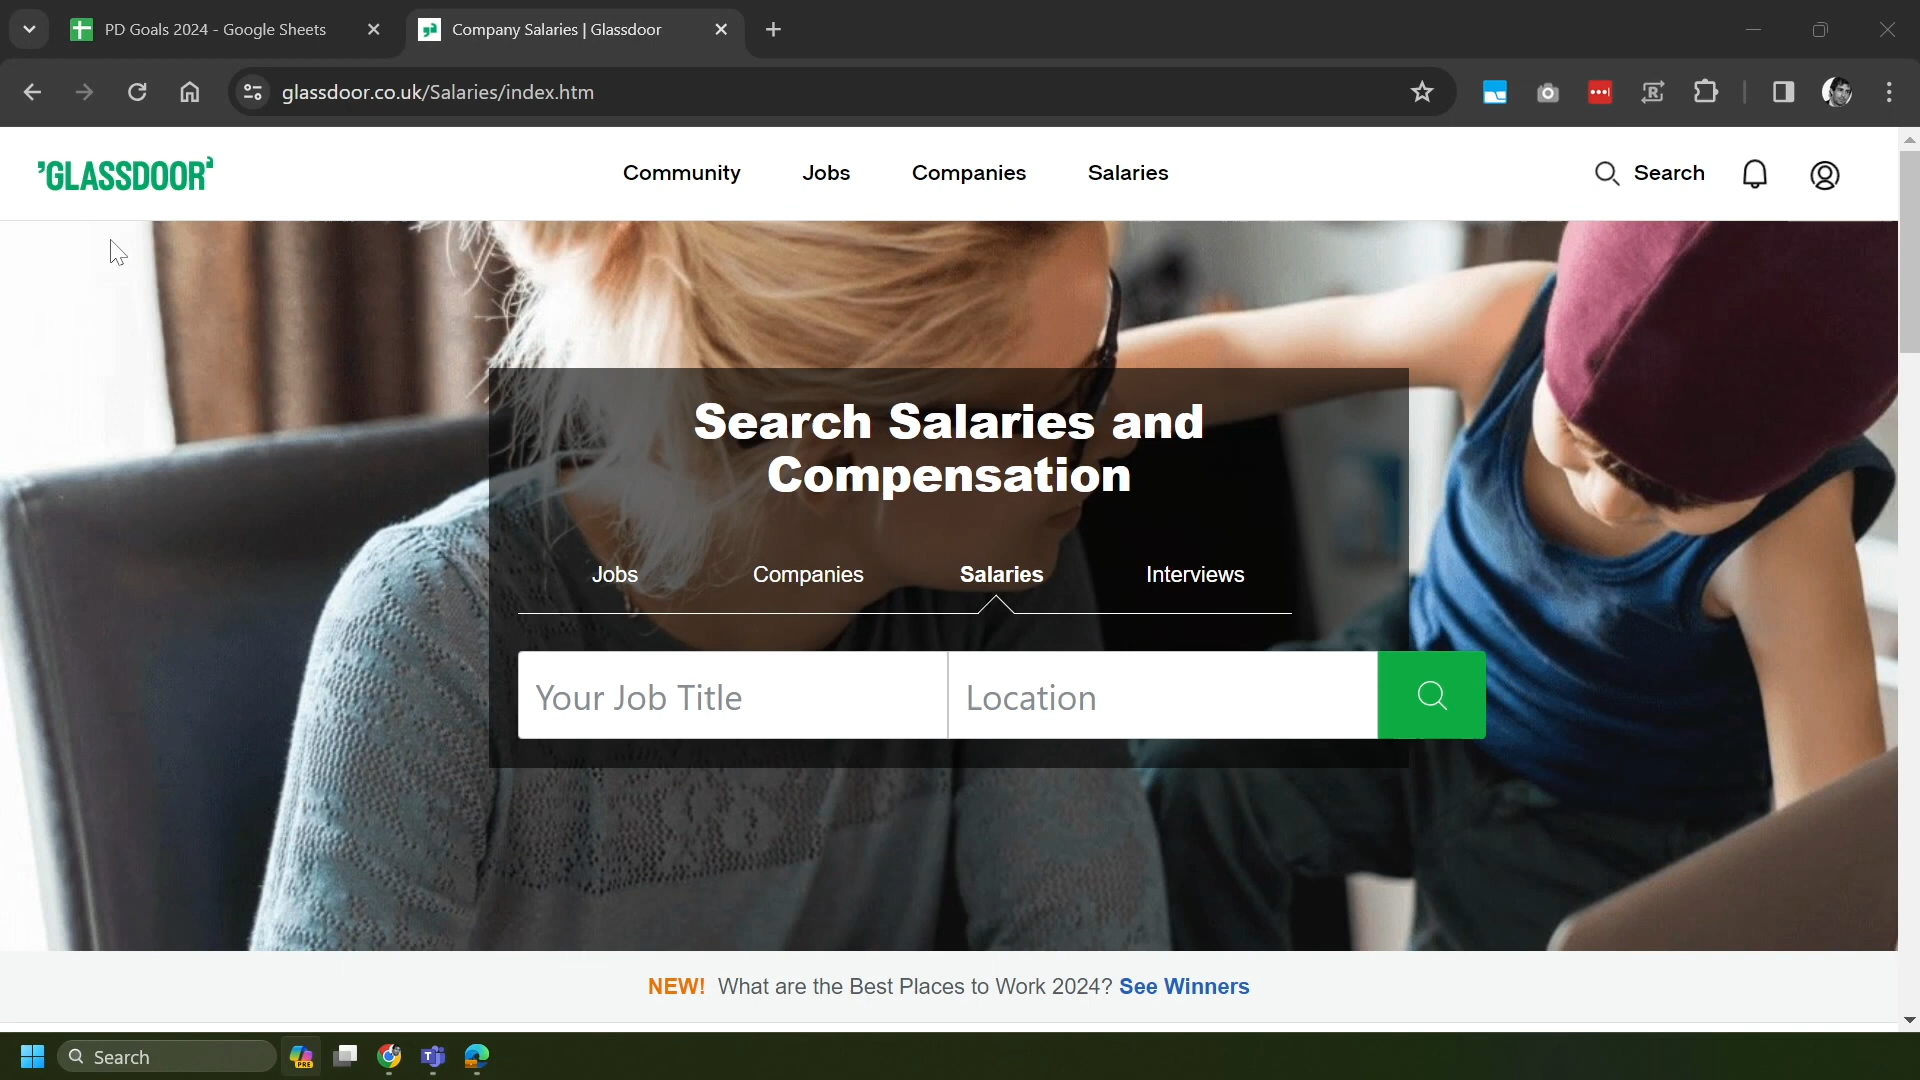 PD Goals 2024 - Google Sheets
Company Salaries | Glassdoor
glassdoor.co.uk/Salaries/index.htm
'GLASSDOOR'
Community
Jobs
Companies
Salaries
Search
Search Salaries and
Compensation
Jobs
Companies
Salaries
Interviews
Your Job Title
Location
NEW! What are the Best Places to Work 2024? See Winners
Search
PRE